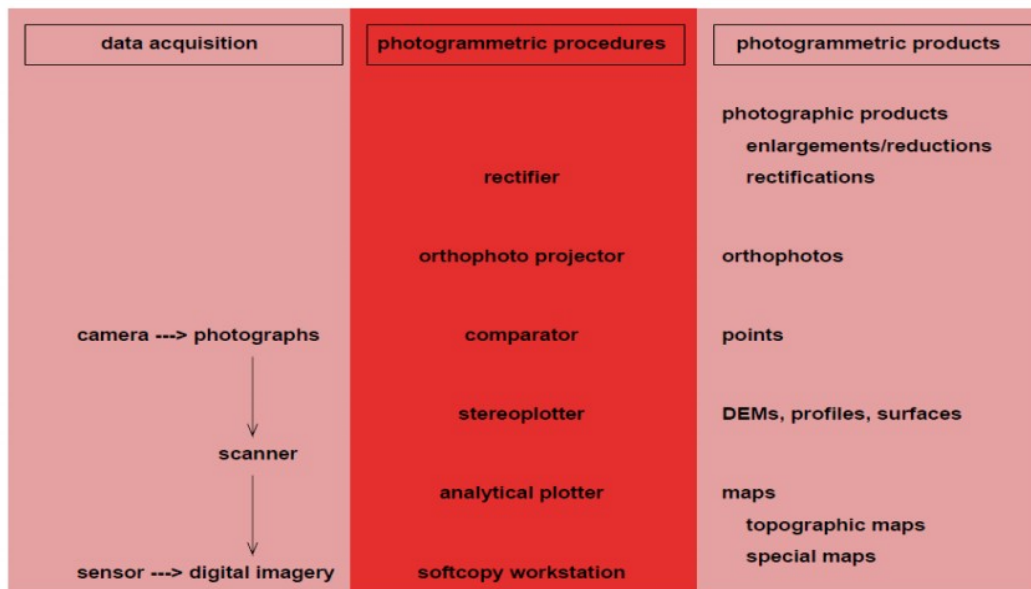 data acquisition
photogrammetric procedures
photogrammetric products
photographic products
enlargements/reductions
rectifier
rectifications
orthophoto projector
orthophotos
camera ---> photographs
comparator
points
stereoplotter
DEMs, profiles, surfaces
scanner
analytical plotter
maps
topographic maps
special maps
sensor ---> digital imagery
softcopy workstation